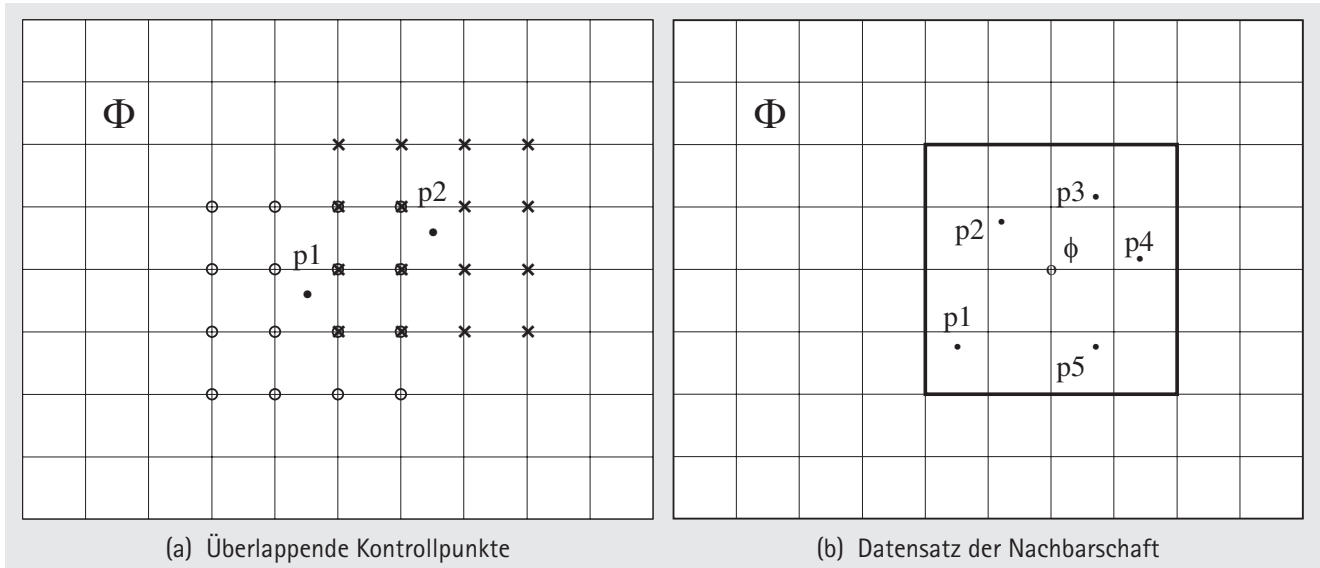 Φ
p2
p1
(a) Überlappende Kontrollpunkte
Φ
p3
p2
ϕ
p4
p1
p5
(b) Datensatz der Nachbarschaft